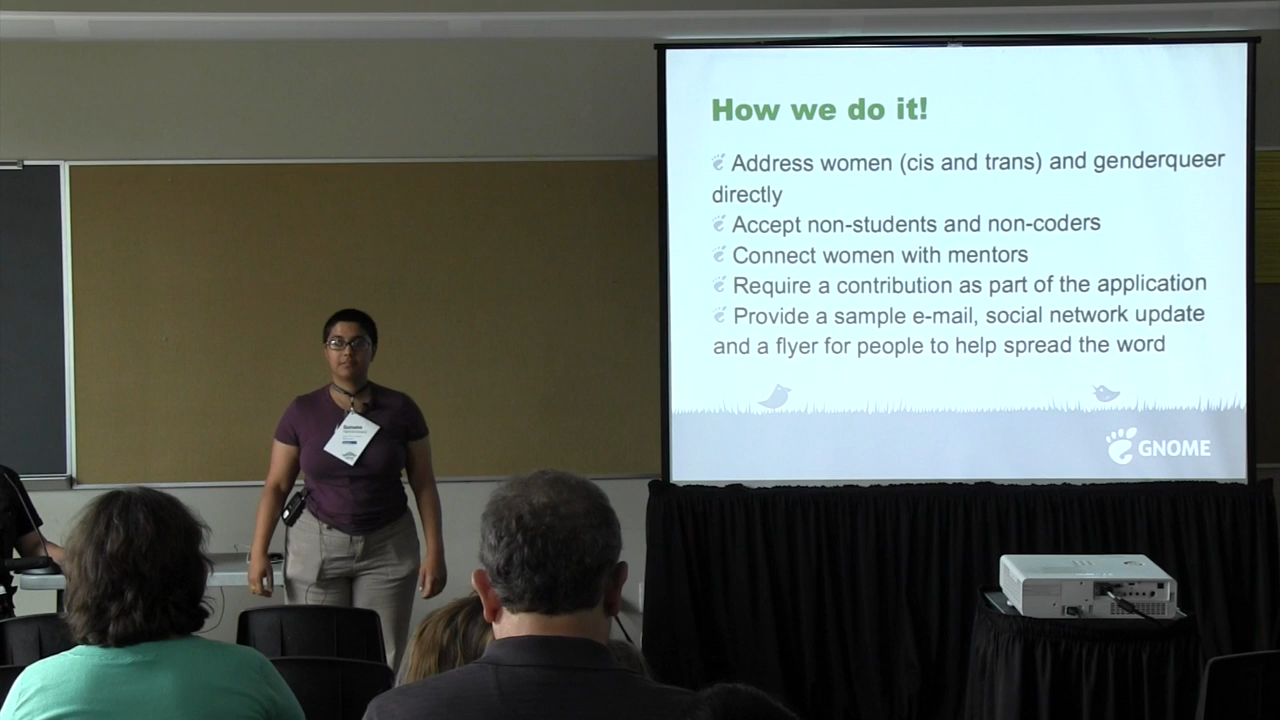 How we do it!
Address women (cis and trans) and genderqueer
directly
Accept non-students and non-coders
Connect women with mentors
Require a contribution as part of the application
Provide a sample e-mail, social network update
and a flyer for people to help spread the word
GNOME